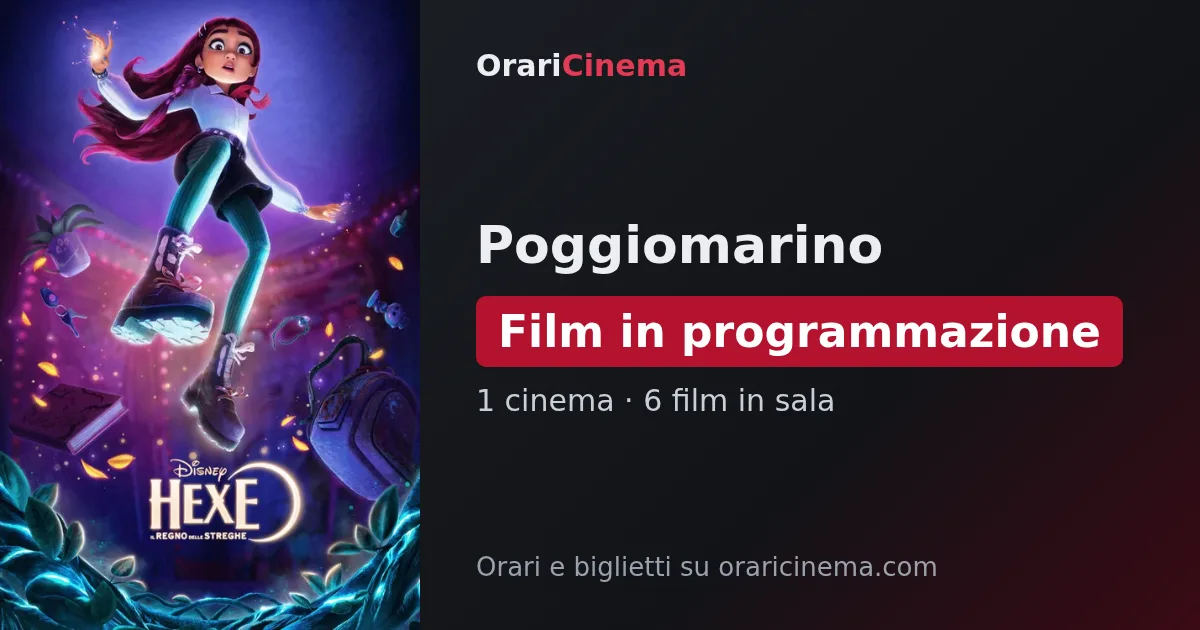 Disney
HEXE
IL REGNO DELLE STREGHE
OrariCinema
Poggiomarino
Film in programmazione
1 cinema · 6 film in sala
Orari e biglietti su oraricinema.com